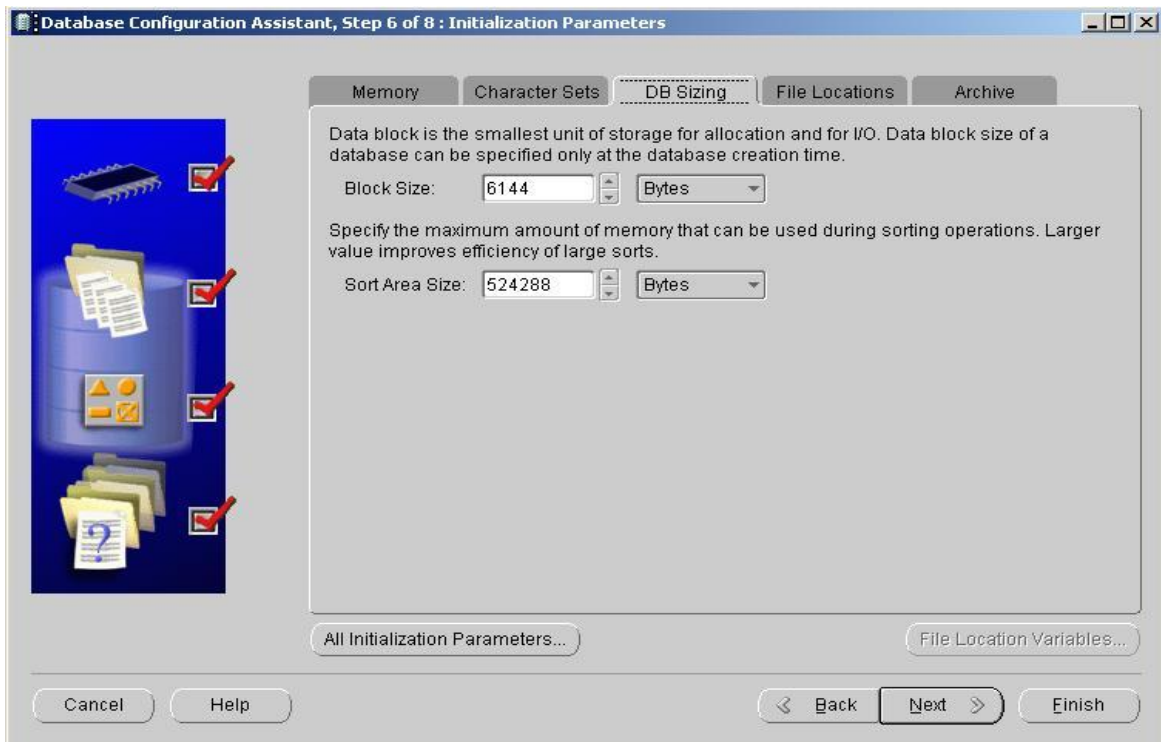 Database Configuration Assistant, Step 6 of 8 : Initialization Parameters
Memory Character Sets DB Sizing File Locations Archive
Data block is the smallest unit of storage for allocation and for I/O. Data block size of a
database can be specified only at the database creation time.
Block Size: 6144 Bytes
Specify the maximum amount of memory that can be used during sorting operations. Larger
value improves efficiency of large sorts.
Sort Area Size: 524288 Bytes
?
All Initialization Parameters... File Location Variables...
Cancel Help Back Next Finish